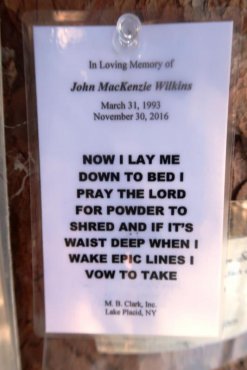 In Loving Memory of
John MacKenzie Wilkins
March 31, 1993
November 30, 2016
NOW I LAY ME
DOWN TO BED I
PRAY THE LORD
FOR POWDER TO
SHRED AND IF IT'S
WAIST DEEP WHEN I
WAKE EPIC LINES I
VOW TO TAKE
M. B. Clark, Inc.
Lake Placid, NY